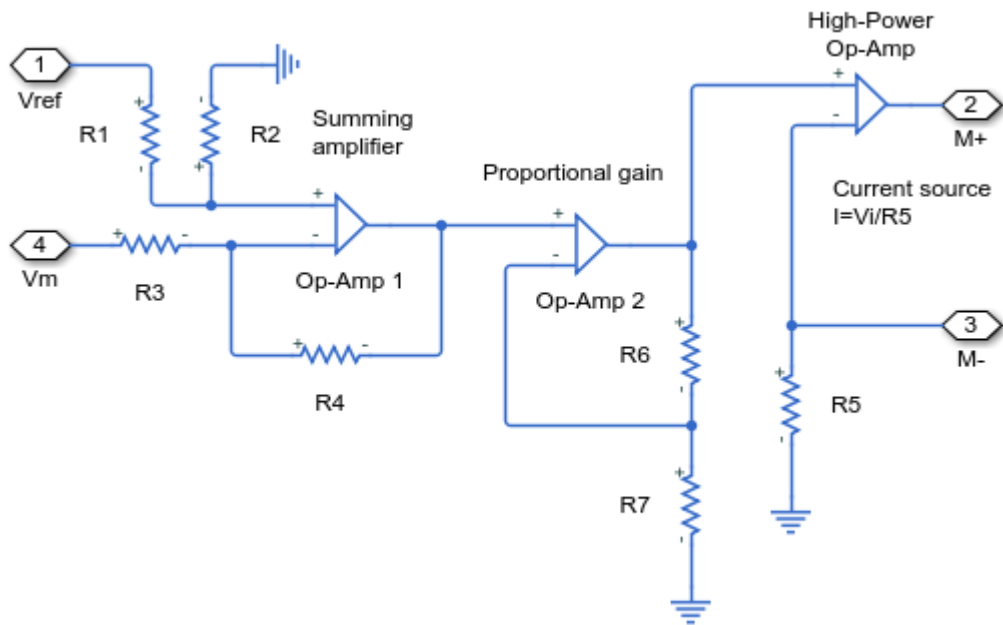 High-Power
Op-Amp
1
Vref
+
-
R1
-
+
R2
Summing
amplifier
+
-
2
M+
Proportional gain
+
-
Current source
I=Vi/R5
4
Vm
+
-
R3
+
-
Op-Amp 1
+
-
Op-Amp 2
+
-
R4
+
-
R6
3
M-
+
-
R5
+
-
R7